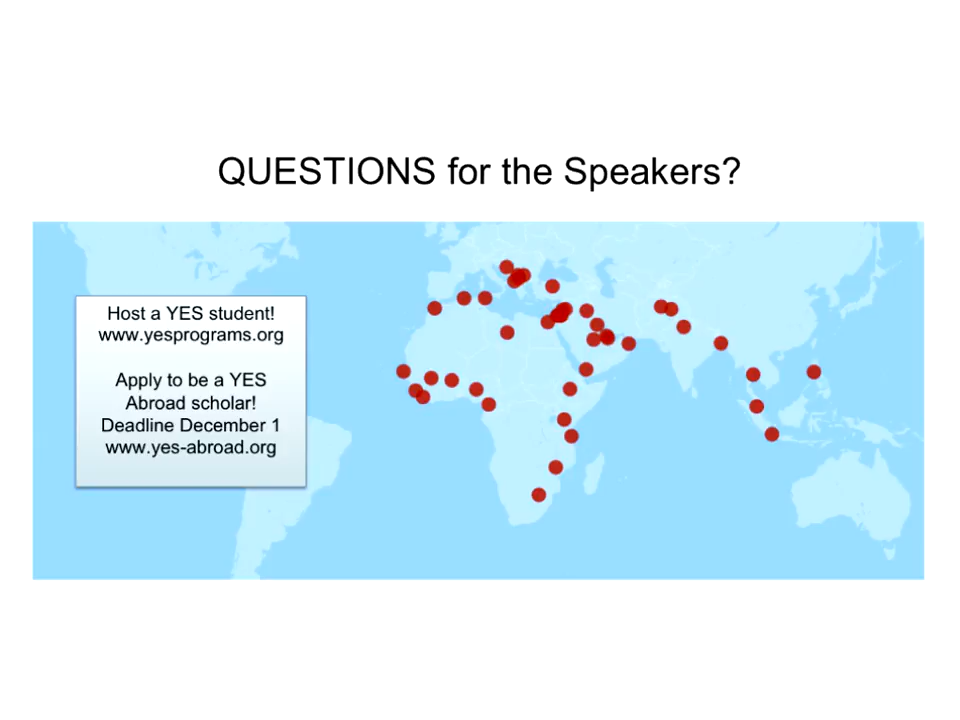 QUESTIONS for the Speakers?
Host a YES student!
www.yesprograms.org
Apply to be a YES
Abroad scholar!
Deadline December 1
www.yes-abroad.org